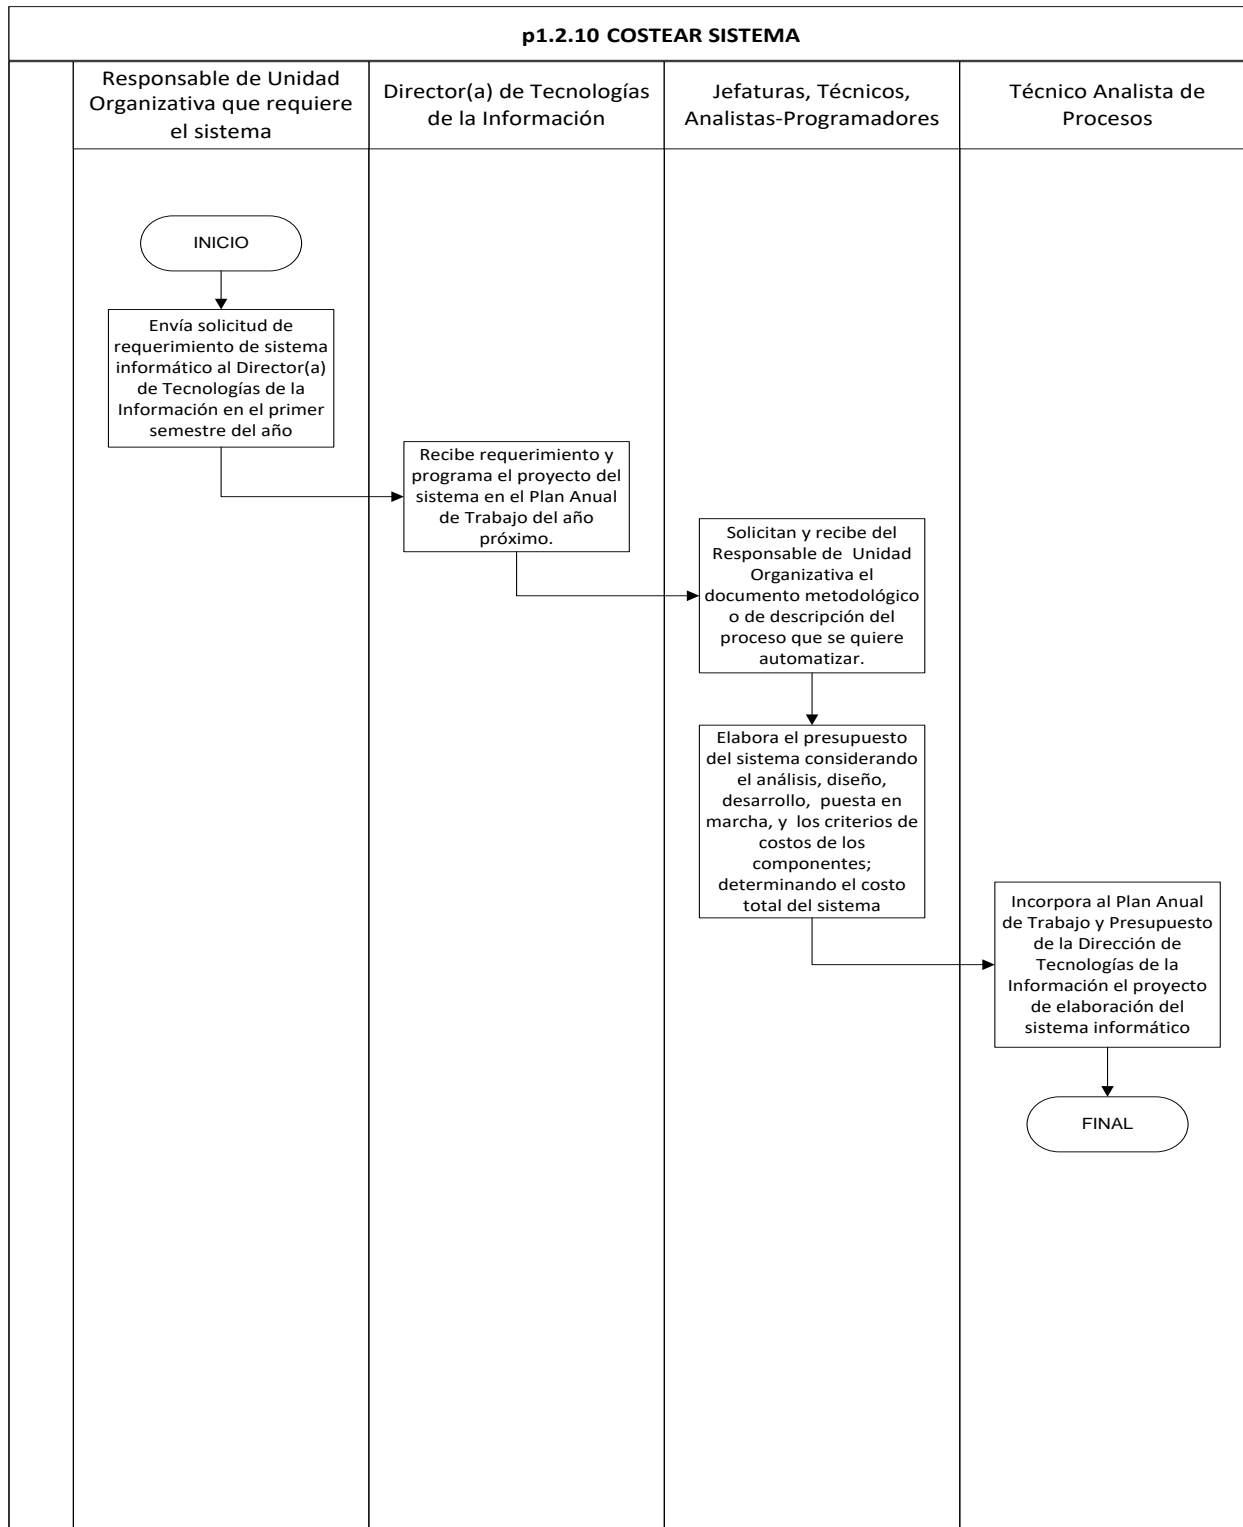 p1.2.10 COSTEAR SISTEMA
Responsable de Unidad
Organizativa que requiere
el sistema
Director(a) de Tecnologías
de la Información
Jefaturas, Técnicos,
Analistas-Programadores
Técnico Analista de
Procesos
INICIO
Envía solicitud de
requerimiento de sistema
informático al Director(a)
de Tecnologías de la
Información en el primer
semestre del año
Recibe requerimiento y
programa el proyecto del
sistema en el Plan Anual
de Trabajo del año
próximo.
Solicitan y recibe del
Responsable de Unidad
Organizativa el
documento metodológico
o de descripción del
proceso que se quiere
automatizar.
Elabora el presupuesto
del sistema considerando
el análisis, diseño,
desarrollo, puesta en
marcha, y los criterios de
costos de los
componentes;
determinando el costo
total del sistema
Incorpora al Plan Anual
de Trabajo y Presupuesto
de la Dirección de
Tecnologías de la
Información el proyecto
de elaboración del
sistema informático
FINAL